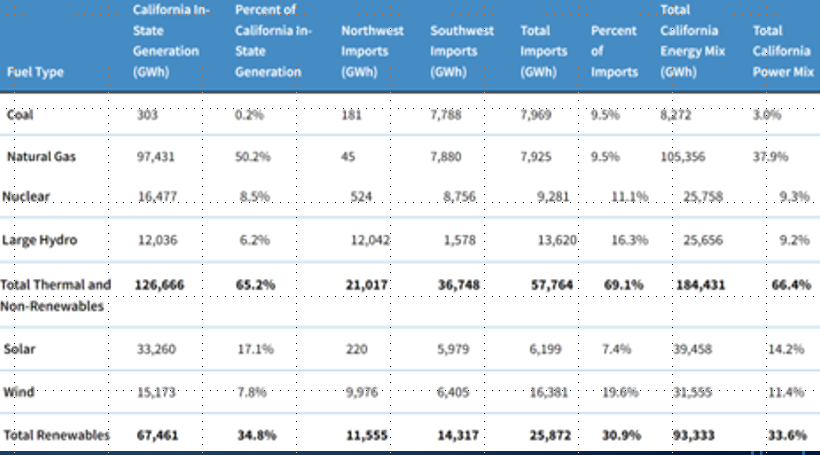 Fuel Type California In-State Generation (GWh) Percent of California In-State Generation Northwest Imports (GWh) Southwest Imports (GWh) Total Imports (GWh) Percent of Imports Total California Energy Mix (GWh) Total California Power Mix
Coal 303 0.2% 181 7,788 7,969 9.5% 8,272 3.0%
Natural Gas 97,431 50.2% 45 7,880 7,925 9.5% 105,356 37.9%
Nuclear 16,477 8.5% 524 8,756 9,281 11.1% 25,758 9.3%
Large Hydro 12,036 6.2% 12,042 1,578 13,620 16.3% 25,656 9.2%
Total Thermal and 126,666 65.2% 21,017 36,748 57,764 69.1% 184,431 66.4%
Non-Renewables
Solar 33,260 17.1% 220 5,979 6,199 7.4% 39,458 14.2%
Wind 15,173 7.8% 9,976 6,405 16,381 19.6% 31,555 11.4%
Total Renewables 67,461 34.8% 11,555 14,317 25,872 30.9% 93,333 33.6%